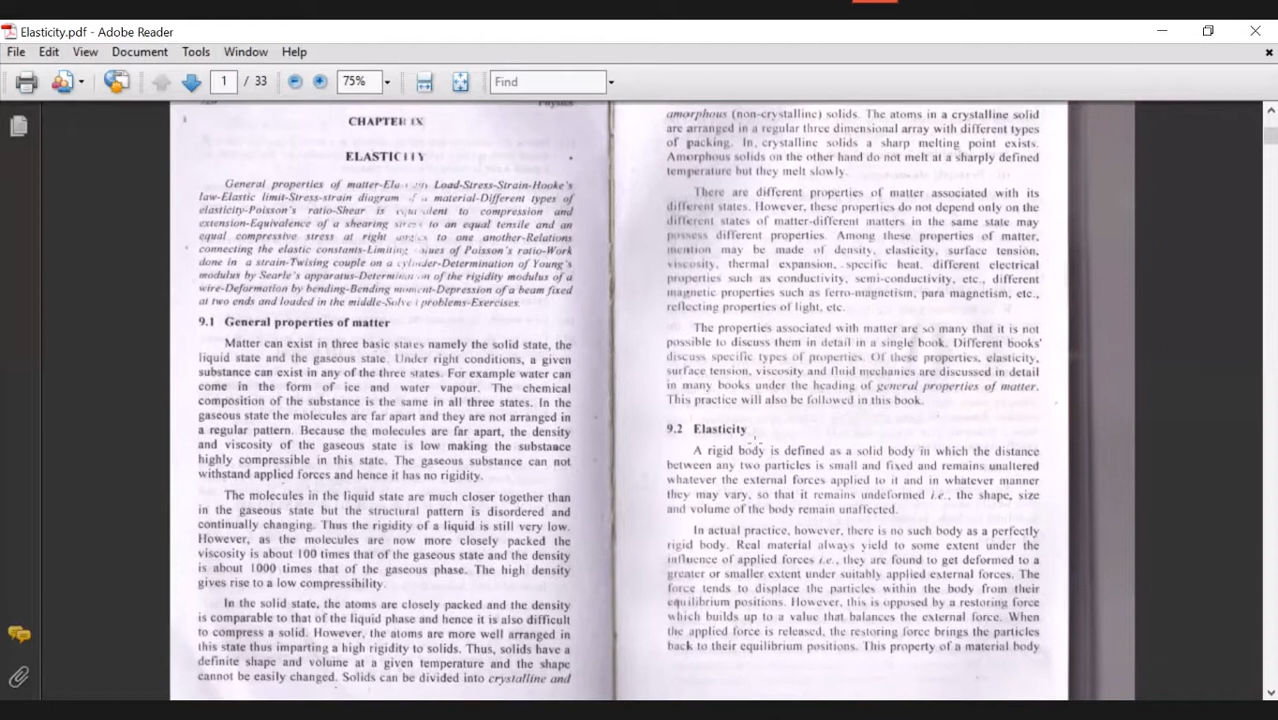 Elasticity.pdf - Adobe Reader
File Edit View Document Tools Window Help
1 / 33 75% Find
Physics
CHAPTER IX
ELASTICITY
General properties of matter- Load-Stress-Strain-Hooke's
law-Elastic limit-Stress-strain diagram of a material-Different types of
elasticity-Poisson's ratio-Shear is equivalent to compression and
extension-Equivalence of a shearing stress to an equal tensile and an
equal compressive stress at right angles to one another-Relations
connecting the elastic constants-Limiting values of Poisson's ratio-Work
done in a strain-Twising couple on a cylinder-Determination of Young's
modulus by Searle's apparatus-Determination of the rigidity modulus of a
wire-Deformation by bending-Bending moment-Depression of a beam fixed
at two ends and loaded in the middle-Solved problems-Exercises.
9.1 General properties of matter
Matter can exist in three basic states namely the solid state, the
liquid state and the gaseous state. Under right conditions, a given
substance can exist in any of the three states. For example water can
come in the form of ice and water vapour. The chemical
composition of the substance is the same in all three states. In the
gaseous state the molecules are far apart and they are not arranged in
a regular pattern. Because the molecules are far apart, the density
and viscosity of the gaseous state is low making the substance
highly compressible in this state. The gaseous substance can not
withstand applied forces and hence it has no rigidity.
The molecules in the liquid state are much closer together than
in the gaseous state but the structural pattern is disordered and
continually changing. Thus the rigidity of a liquid is still very low.
However, as the molecules are now more closely packed the
viscosity is about 100 times that of the gaseous state and the density
is about 1000 times that of the gaseous phase. The high density
gives rise to a low compressibility.
In the solid state, the atoms are closely packed and the density
is comparable to that of the liquid phase and hence it is also difficult
to compress a solid. However, the atoms are more well arranged in
this state thus imparting a high rigidity to solids. Thus, solids have a
definite shape and volume at a given temperature and the shape
cannot be easily changed. Solids can be divided into crystalline and
amorphous (non-crystalline) solids. The atoms in a crystalline solid
are arranged in a regular three dimensional array with different types
of packing. In crystalline solids a sharp melting point exists.
Amorphous solids on the other hand do not melt at a sharply defined
temperature but they melt slowly.
There are different properties of matter associated with its
different states. However, these properties do not depend only on the
different states of matter-different matters in the same state may
possess different properties. Among these properties of matter,
mention may be made of density, elasticity, surface tension,
viscosity, thermal expansion, specific heat, different electrical
properties such as conductivity, semi-conductivity, etc., different
magnetic properties such as ferro-magnetism, para magnetism, etc.,
reflecting properties of light, etc.
The properties associated with matter are so many that it is not
possible to discuss them in detail in a single book. Different books
discuss specific types of properties. Of these properties, elasticity,
surface tension, viscosity and fluid mechanies are discussed in detail
in many books under the heading of general properties of matter.
This practice will also be followed in this book.
9.2 Elasticity
A rigid body is defined as a solid body in which the distance
between any two particles is small and fixed and remains unaltered
whatever the external forces applied to it and in whatever manner
they may vary, so that it remains undeformed i.e., the shape, size
and volume of the body remain unaffected.
In actual practice, however, there is no such body as a perfectly
rigid body. Real material always yield to some extent under the
influence of applied forces i.e., they are found to get deformed to a
greater or smaller extent under suitably applied external forces. The
force tends to displace the particles within the body from their
equilibrium positions. However, this is opposed by a restoring force
which builds up to a value that balances the external force. When
the applied force is released, the restoring force brings the particles
back to their equilibrium positions. This property of a material body